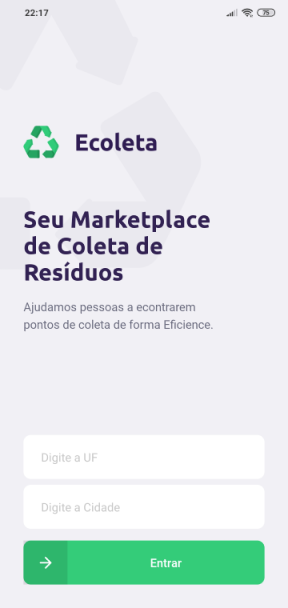 22:17
75
Ecoleta
Seu Marketplace
de Coleta de
Resíduos
Ajudamos pessoas a econtrarem
pontos de coleta de forma Eficience.
Digite a UF
Digite a Cidade
Entrar